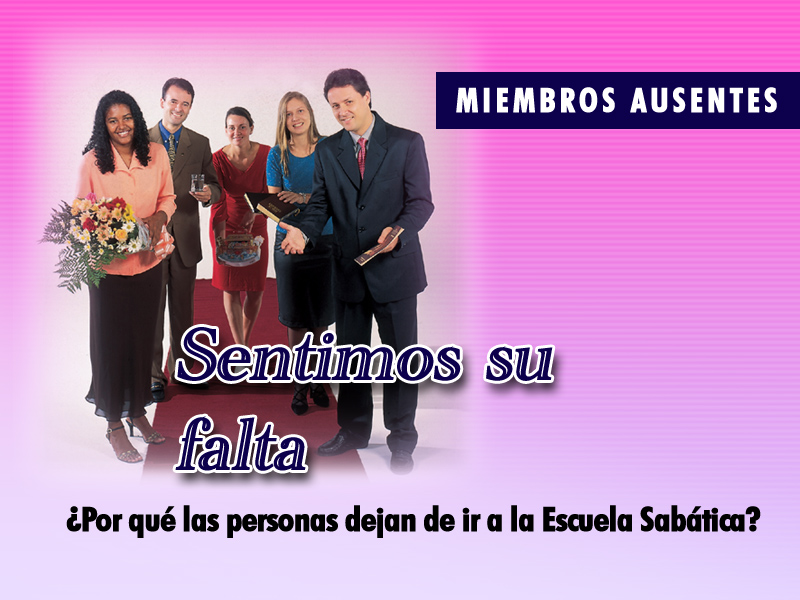 MIEMBROS AUSENTES
Sentimos su
falta
¿Por qué las personas dejan de ir a la Escuela Sabática?